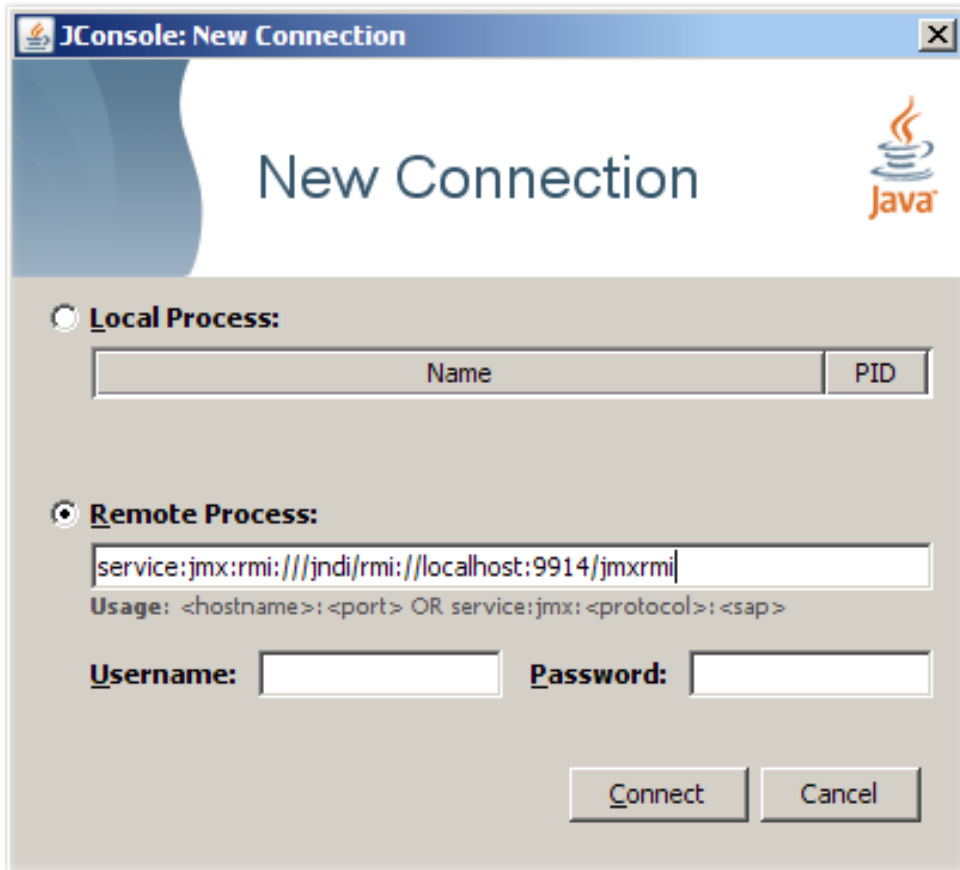 JConsole: New Connection
New Connection
Java
Local Process:
Name PID
Remote Process:
service:jmx:rmi:///jndi/rmi://localhost:9914/jmxrmi
Usage: <hostname>:<port> OR service:jmx:<protocol>:<sap>
Username: Password:
Connect Cancel